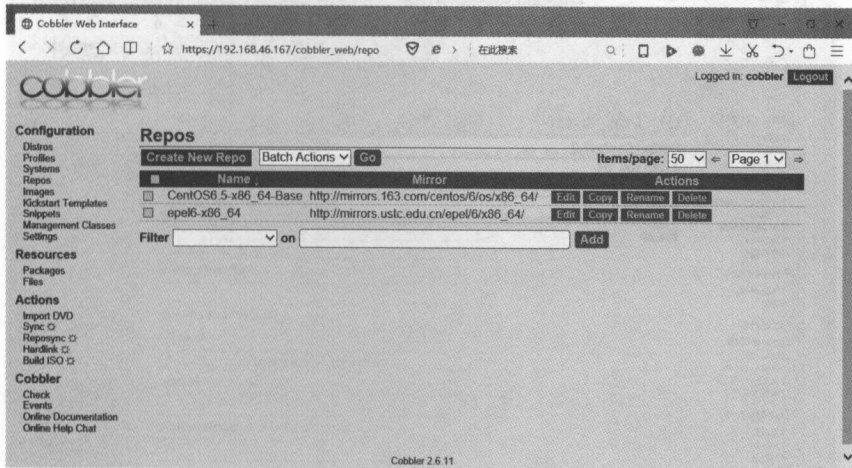 Cobbler Web Interface
https://192.168.46.167/cobbler_web/repo
在此搜索
cobbler
Logged in: cobbler Logout
Configuration
Distros
Profiles
Systems
Repos
Images
Kickstart Templates
Snippets
Management Classes
Settings
Resources
Packages
Files
Actions
Import DVD
Sync
Reposync
Hardlink
Build ISO
Cobbler
Check
Events
Online Documentation
Online Help Chat
Repos
Create New Repo Batch Actions Go Items/page: 50 Page 1
Name Mirror Actions
CentOS6.5-x86_64-Base http://mirrors.163.com/centos/6/os/x86_64/ Edit Copy Rename Delete
epel6-x86_64 http://mirrors.ustc.edu.cn/epel/6/x86_64/ Edit Copy Rename Delete
Filter on Add
Cobbler 2.6.11